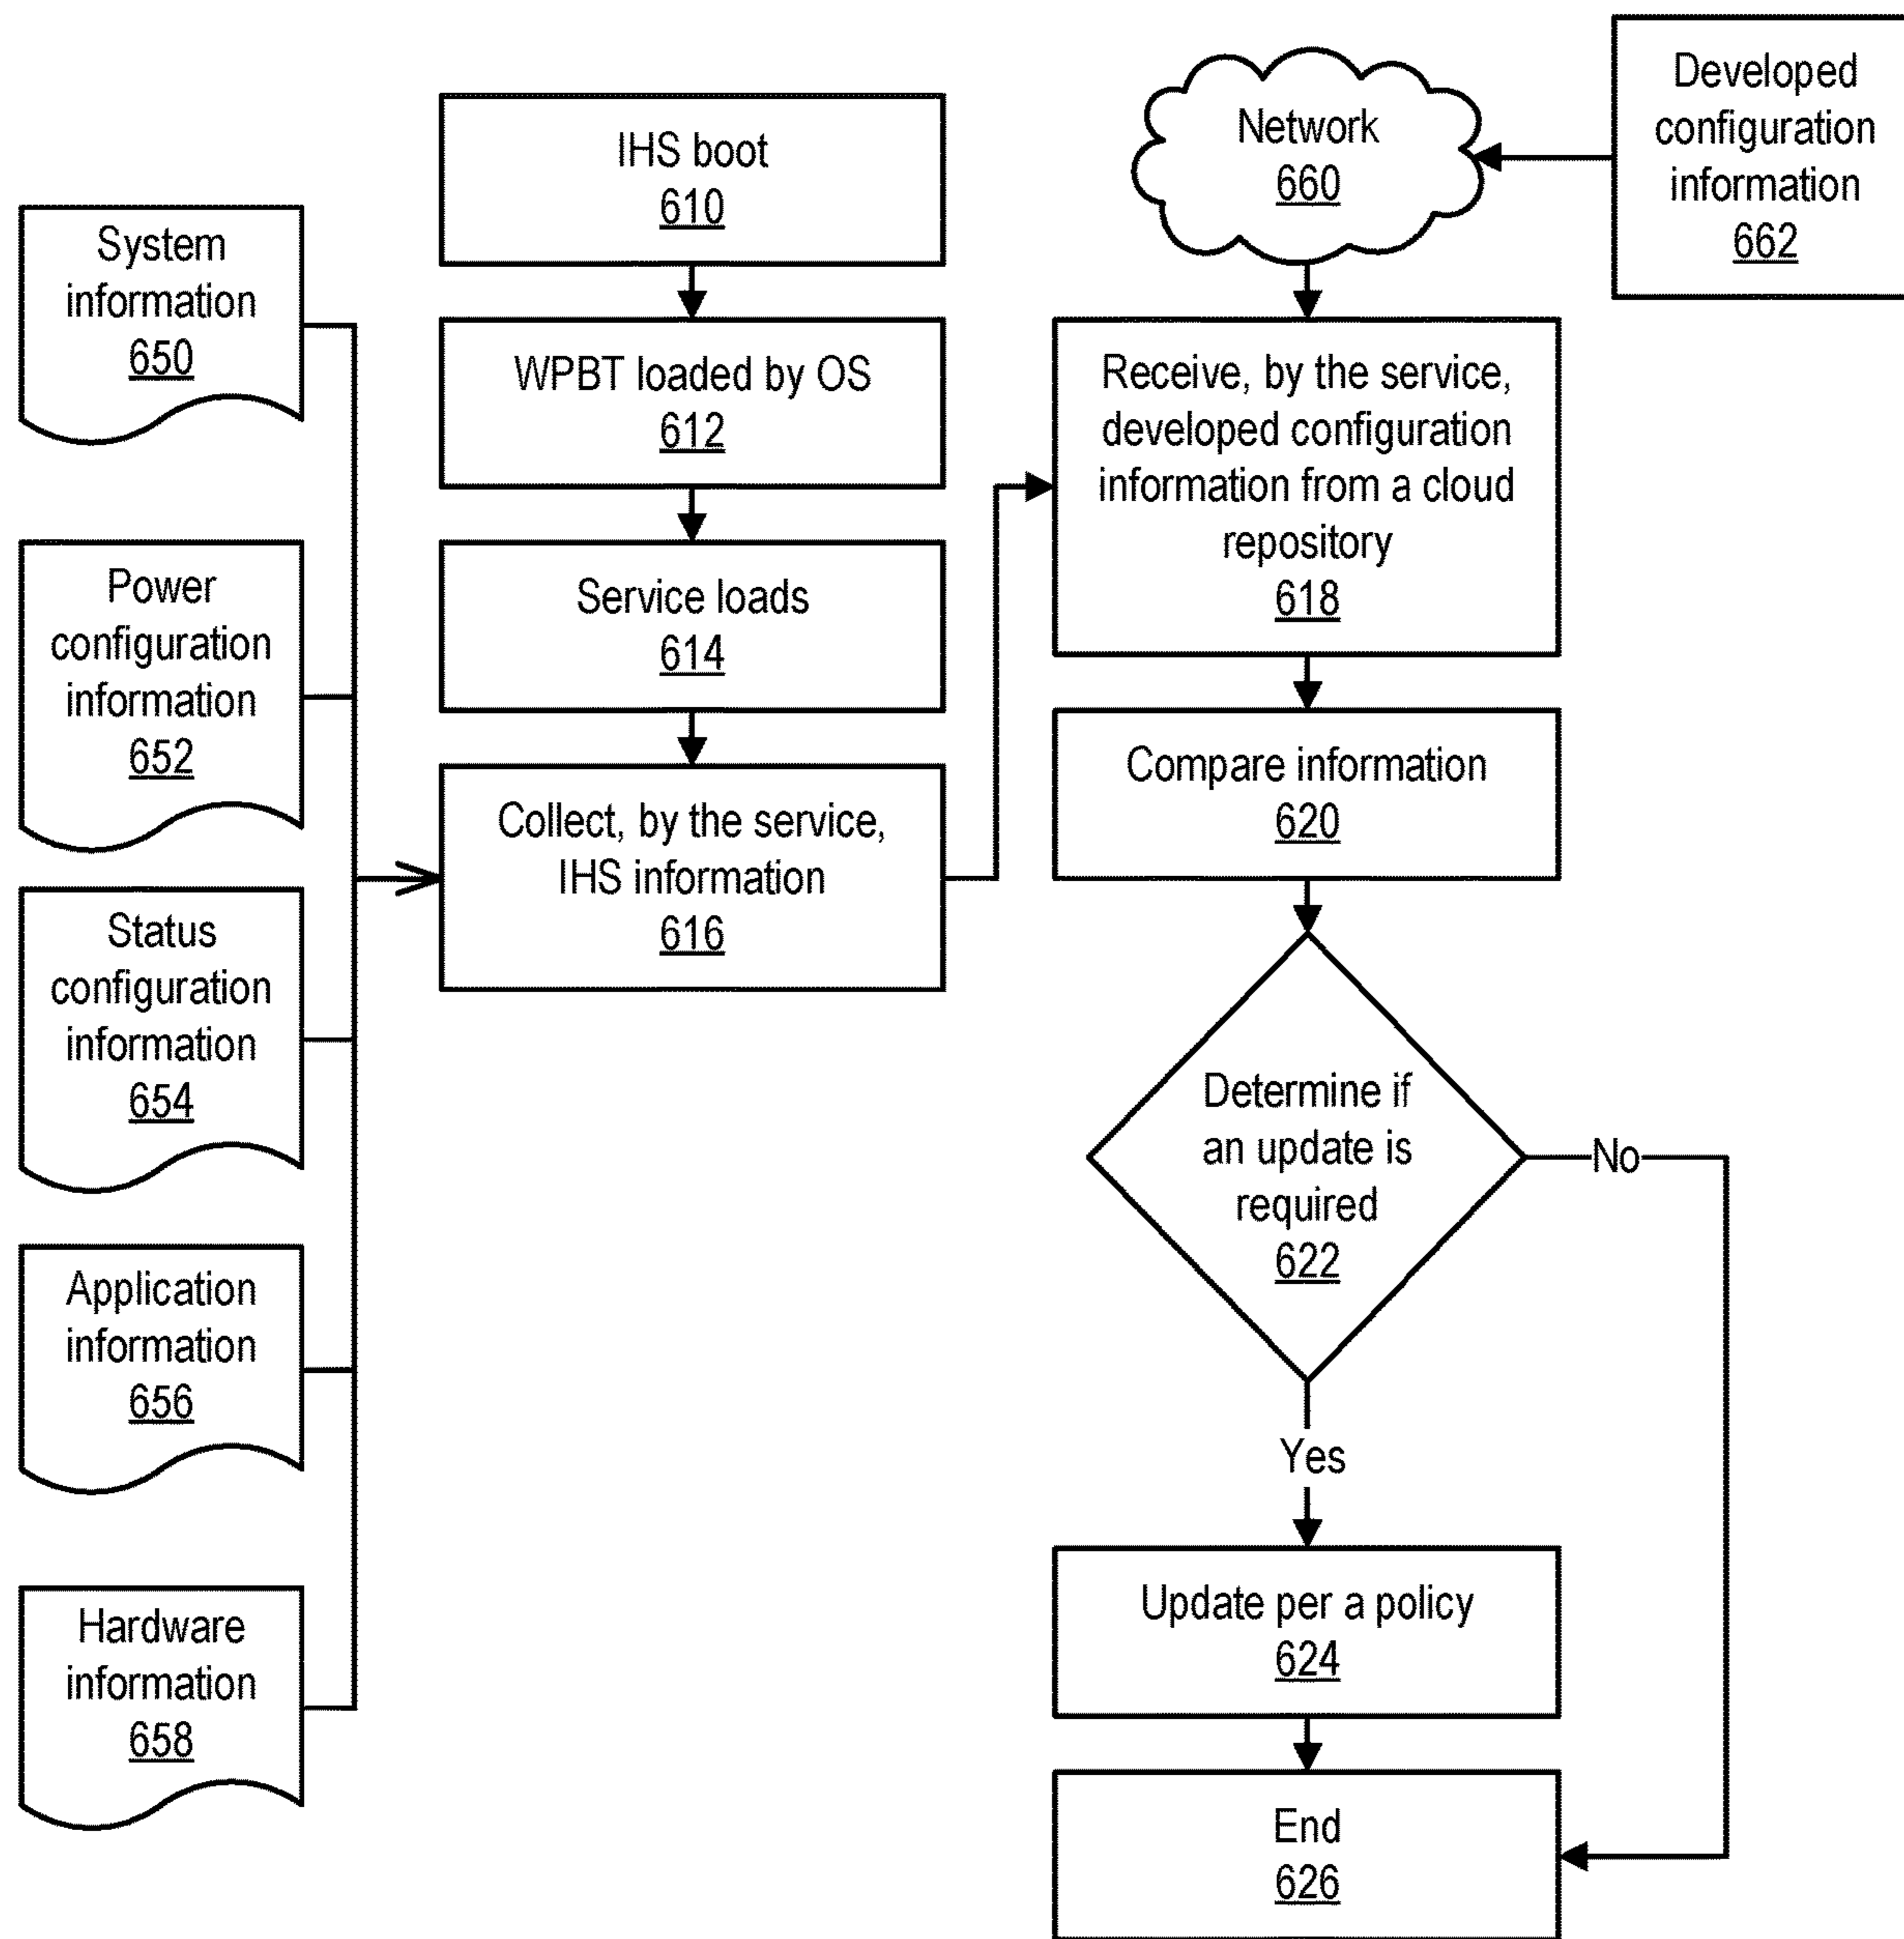 System
information
650
Power
configuration
information
652
Status
configuration
information
654
Application
information
656
Hardware
information
658
IHS boot
610
WPBT loaded by OS
612
Service loads
614
Collect, by the service,
IHS information
616
Network
660
Developed
configuration
information
662
Receive, by the service,
developed configuration
information from a cloud
repository
618
Compare information
620
Determine if
an update is
required
622
No
Yes
Update per a policy
624
End
626